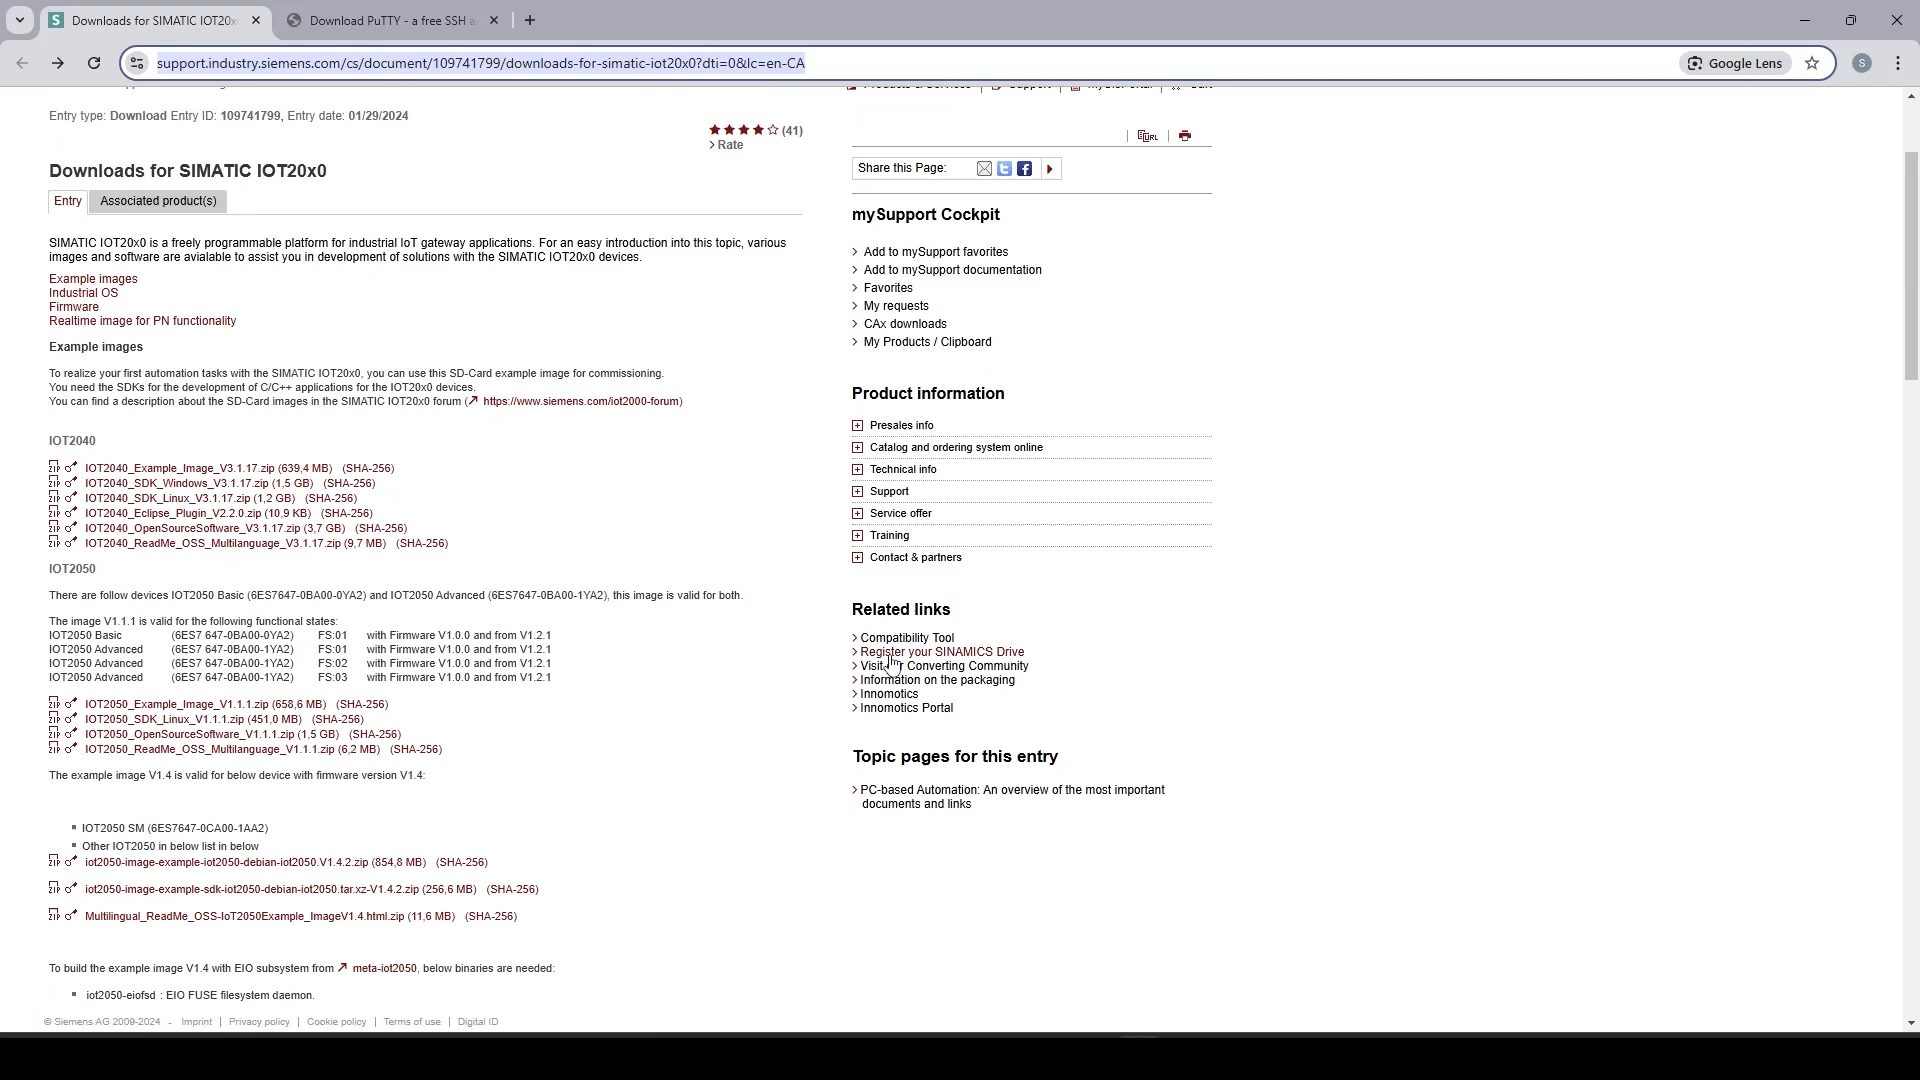 Downloads for SIMATIC IOT20x
Download PuTTY - a free SSH a
support.industry.siemens.com/cs/document/109741799/downloads-for-simatic-iot20x0?dti=0&lc=en-CA
Google Lens
S
Entry type: Download Entry ID: 109741799, Entry date: 01/29/2024
(41)
Rate
Downloads for SIMATIC IOT20x0
Entry
Associated product(s)
SIMATIC IOT20x0 is a freely programmable platform for industrial IoT gateway applications. For an easy introduction into this topic, various
images and software are avialable to assist you in development of solutions with the SIMATIC IOT20x0 devices.
Example images
Industrial OS
Firmware
Realtime image for PN functionality
Example images
To realize your first automation tasks with the SIMATIC IOT20x0, you can use this SD-Card example image for commissioning.
You need the SDKs for the development of C/C++ applications for the IOT20x0 devices.
You can find a description about the SD-Card images in the SIMATIC IOT20x0 forum ( https://www.siemens.com/iot2000-forum)
IOT2040
IOT2040_Example_Image_V3.1.17.zip (639,4 MB) (SHA-256)
IOT2040_SDK_Windows_V3.1.17.zip (1,5 GB) (SHA-256)
IOT2040_SDK_Linux_V3.1.17.zip (1,2 GB) (SHA-256)
IOT2040_Eclipse_Plugin_V2.2.0.zip (10,9 KB) (SHA-256)
IOT2040_OpenSourceSoftware_V3.1.17.zip (3,7 GB) (SHA-256)
IOT2040_ReadMe_OSS_Multilanguage_V3.1.17.zip (9,7 MB) (SHA-256)
IOT2050
There are follow devices IOT2050 Basic (6ES7647-0BA00-0YA2) and IOT2050 Advanced (6ES7647-0BA00-1YA2), this image is valid for both.
The image V1.1.1 is valid for the following functional states:
IOT2050 Basic (6ES7 647-0BA00-0YA2) FS:01 with Firmware V1.0.0 and from V1.2.1
IOT2050 Advanced (6ES7 647-0BA00-1YA2) FS:01 with Firmware V1.0.0 and from V1.2.1
IOT2050 Advanced (6ES7 647-0BA00-1YA2) FS:02 with Firmware V1.0.0 and from V1.2.1
IOT2050 Advanced (6ES7 647-0BA00-1YA2) FS:03 with Firmware V1.0.0 and from V1.2.1
IOT2050_Example_Image_V1.1.1.zip (658,6 MB) (SHA-256)
IOT2050_SDK_Linux_V1.1.1.zip (451,0 MB) (SHA-256)
IOT2050_OpenSourceSoftware_V1.1.1.zip (1,5 GB) (SHA-256)
IOT2050_ReadMe_OSS_Multilanguage_V1.1.1.zip (6,2 MB) (SHA-256)
The example image V1.4 is valid for below device with firmware version V1.4:
IOT2050 SM (6ES7647-0CA00-1AA2)
Other IOT2050 in below list in below
iot2050-image-example-iot2050-debian-iot2050.V1.4.2.zip (854,8 MB) (SHA-256)
iot2050-image-example-sdk-iot2050-debian-iot2050.tar.xz-V1.4.2.zip (256,6 MB) (SHA-256)
Multilingual_ReadMe_OSS-IoT2050Example_ImageV1.4.html.zip (11,6 MB) (SHA-256)
To build the example image V1.4 with EIO subsystem from meta-iot2050, below binaries are needed:
iot2050-eiofsd : EIO FUSE filesystem daemon.
© Siemens AG 2009-2024 - Imprint | Privacy policy | Cookie policy | Terms of use | Digital ID
URL
Share this Page:
mySupport Cockpit
Add to mySupport favorites
Add to mySupport documentation
Favorites
My requests
CAx downloads
My Products / Clipboard
Product information
Presales info
Catalog and ordering system online
Technical info
Support
Service offer
Training
Contact & partners
Related links
Compatibility Tool
Register your SINAMICS Drive
Converting Community
Information on the packaging
Innomotics
Innomotics Portal
Topic pages for this entry
PC-based Automation: An overview of the most important
documents and links